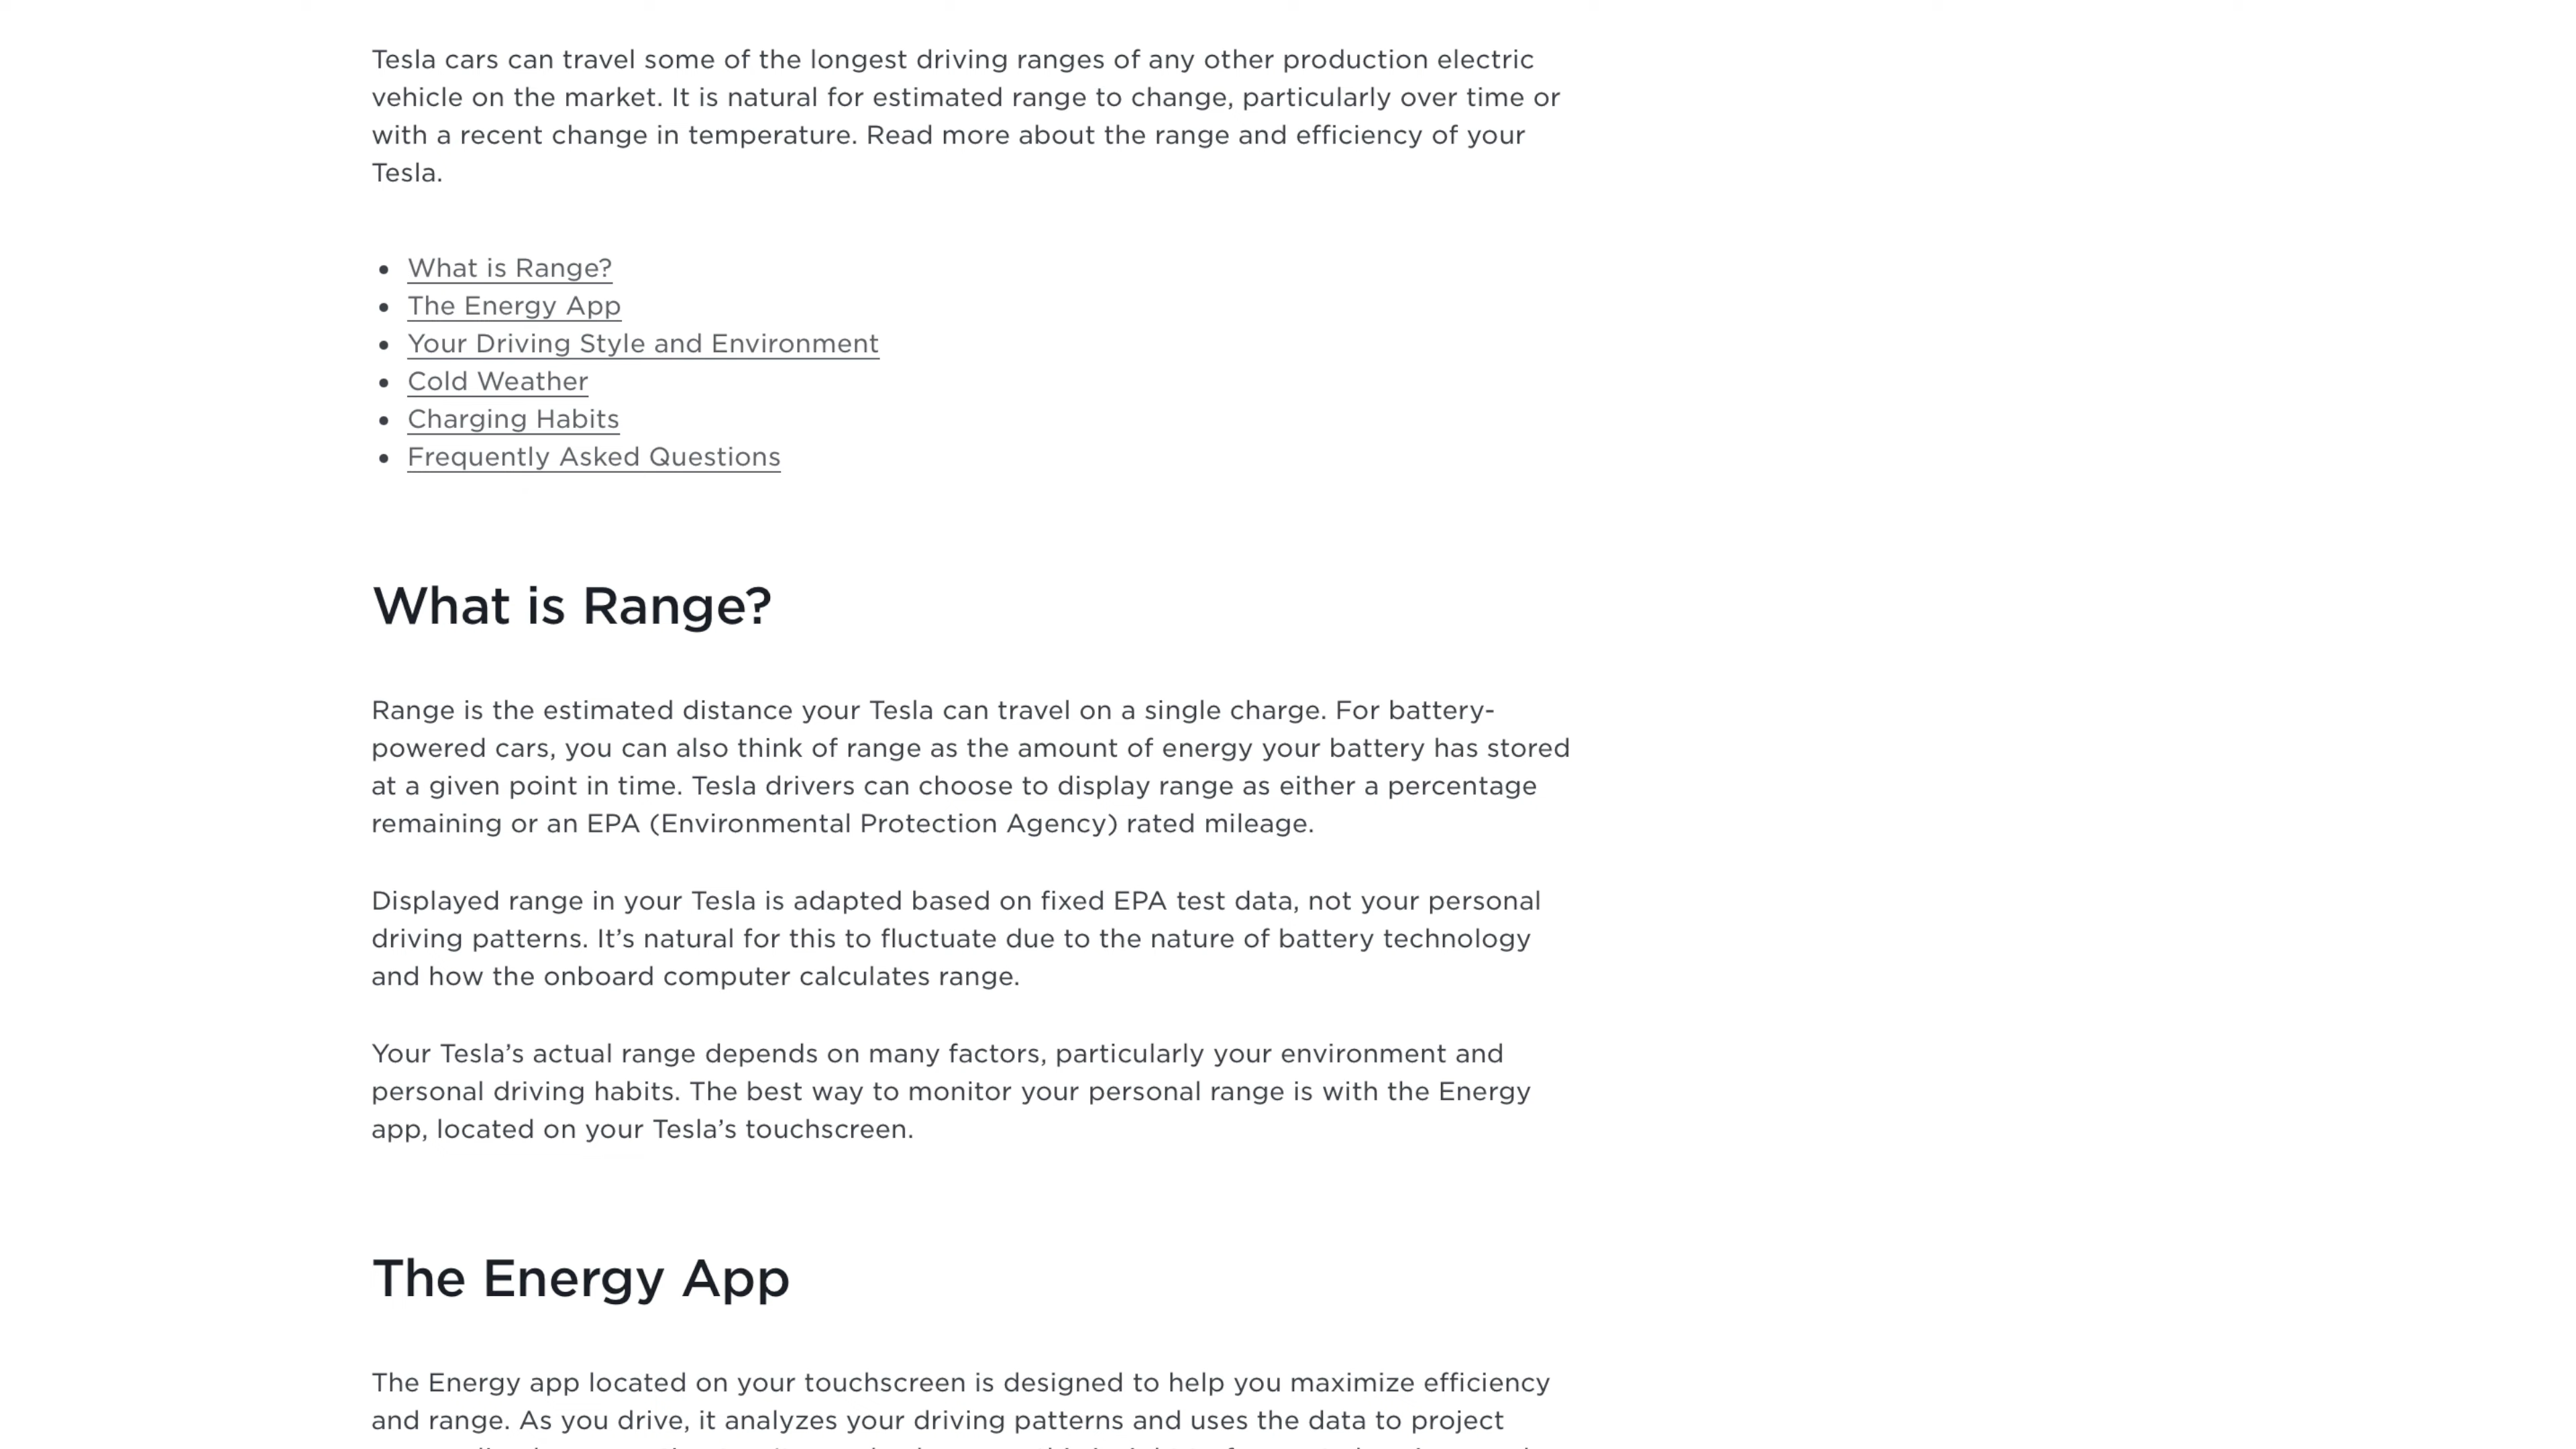 Tesla cars can travel some of the longest driving ranges of any other production electric
vehicle on the market. It is natural for estimated range to change, particularly over time or
with a recent change in temperature. Read more about the range and efficiency of your
Tesla.
What is Range?
The Energy App
Your Driving Style and Environment
Cold Weather
Charging Habits
Frequently Asked Questions
What is Range?
Range is the estimated distance your Tesla can travel on a single charge. For battery-
powered cars, you can also think of range as the amount of energy your battery has stored
at a given point in time. Tesla drivers can choose to display range as either a percentage
remaining or an EPA (Environmental Protection Agency) rated mileage.
Displayed range in your Tesla is adapted based on fixed EPA test data, not your personal
driving patterns. It’s natural for this to fluctuate due to the nature of battery technology
and how the onboard computer calculates range.
Your Tesla’s actual range depends on many factors, particularly your environment and
personal driving habits. The best way to monitor your personal range is with the Energy
app, located on your Tesla’s touchscreen.
The Energy App
The Energy app located on your touchscreen is designed to help you maximize efficiency
and range. As you drive, it analyzes your driving patterns and uses the data to project